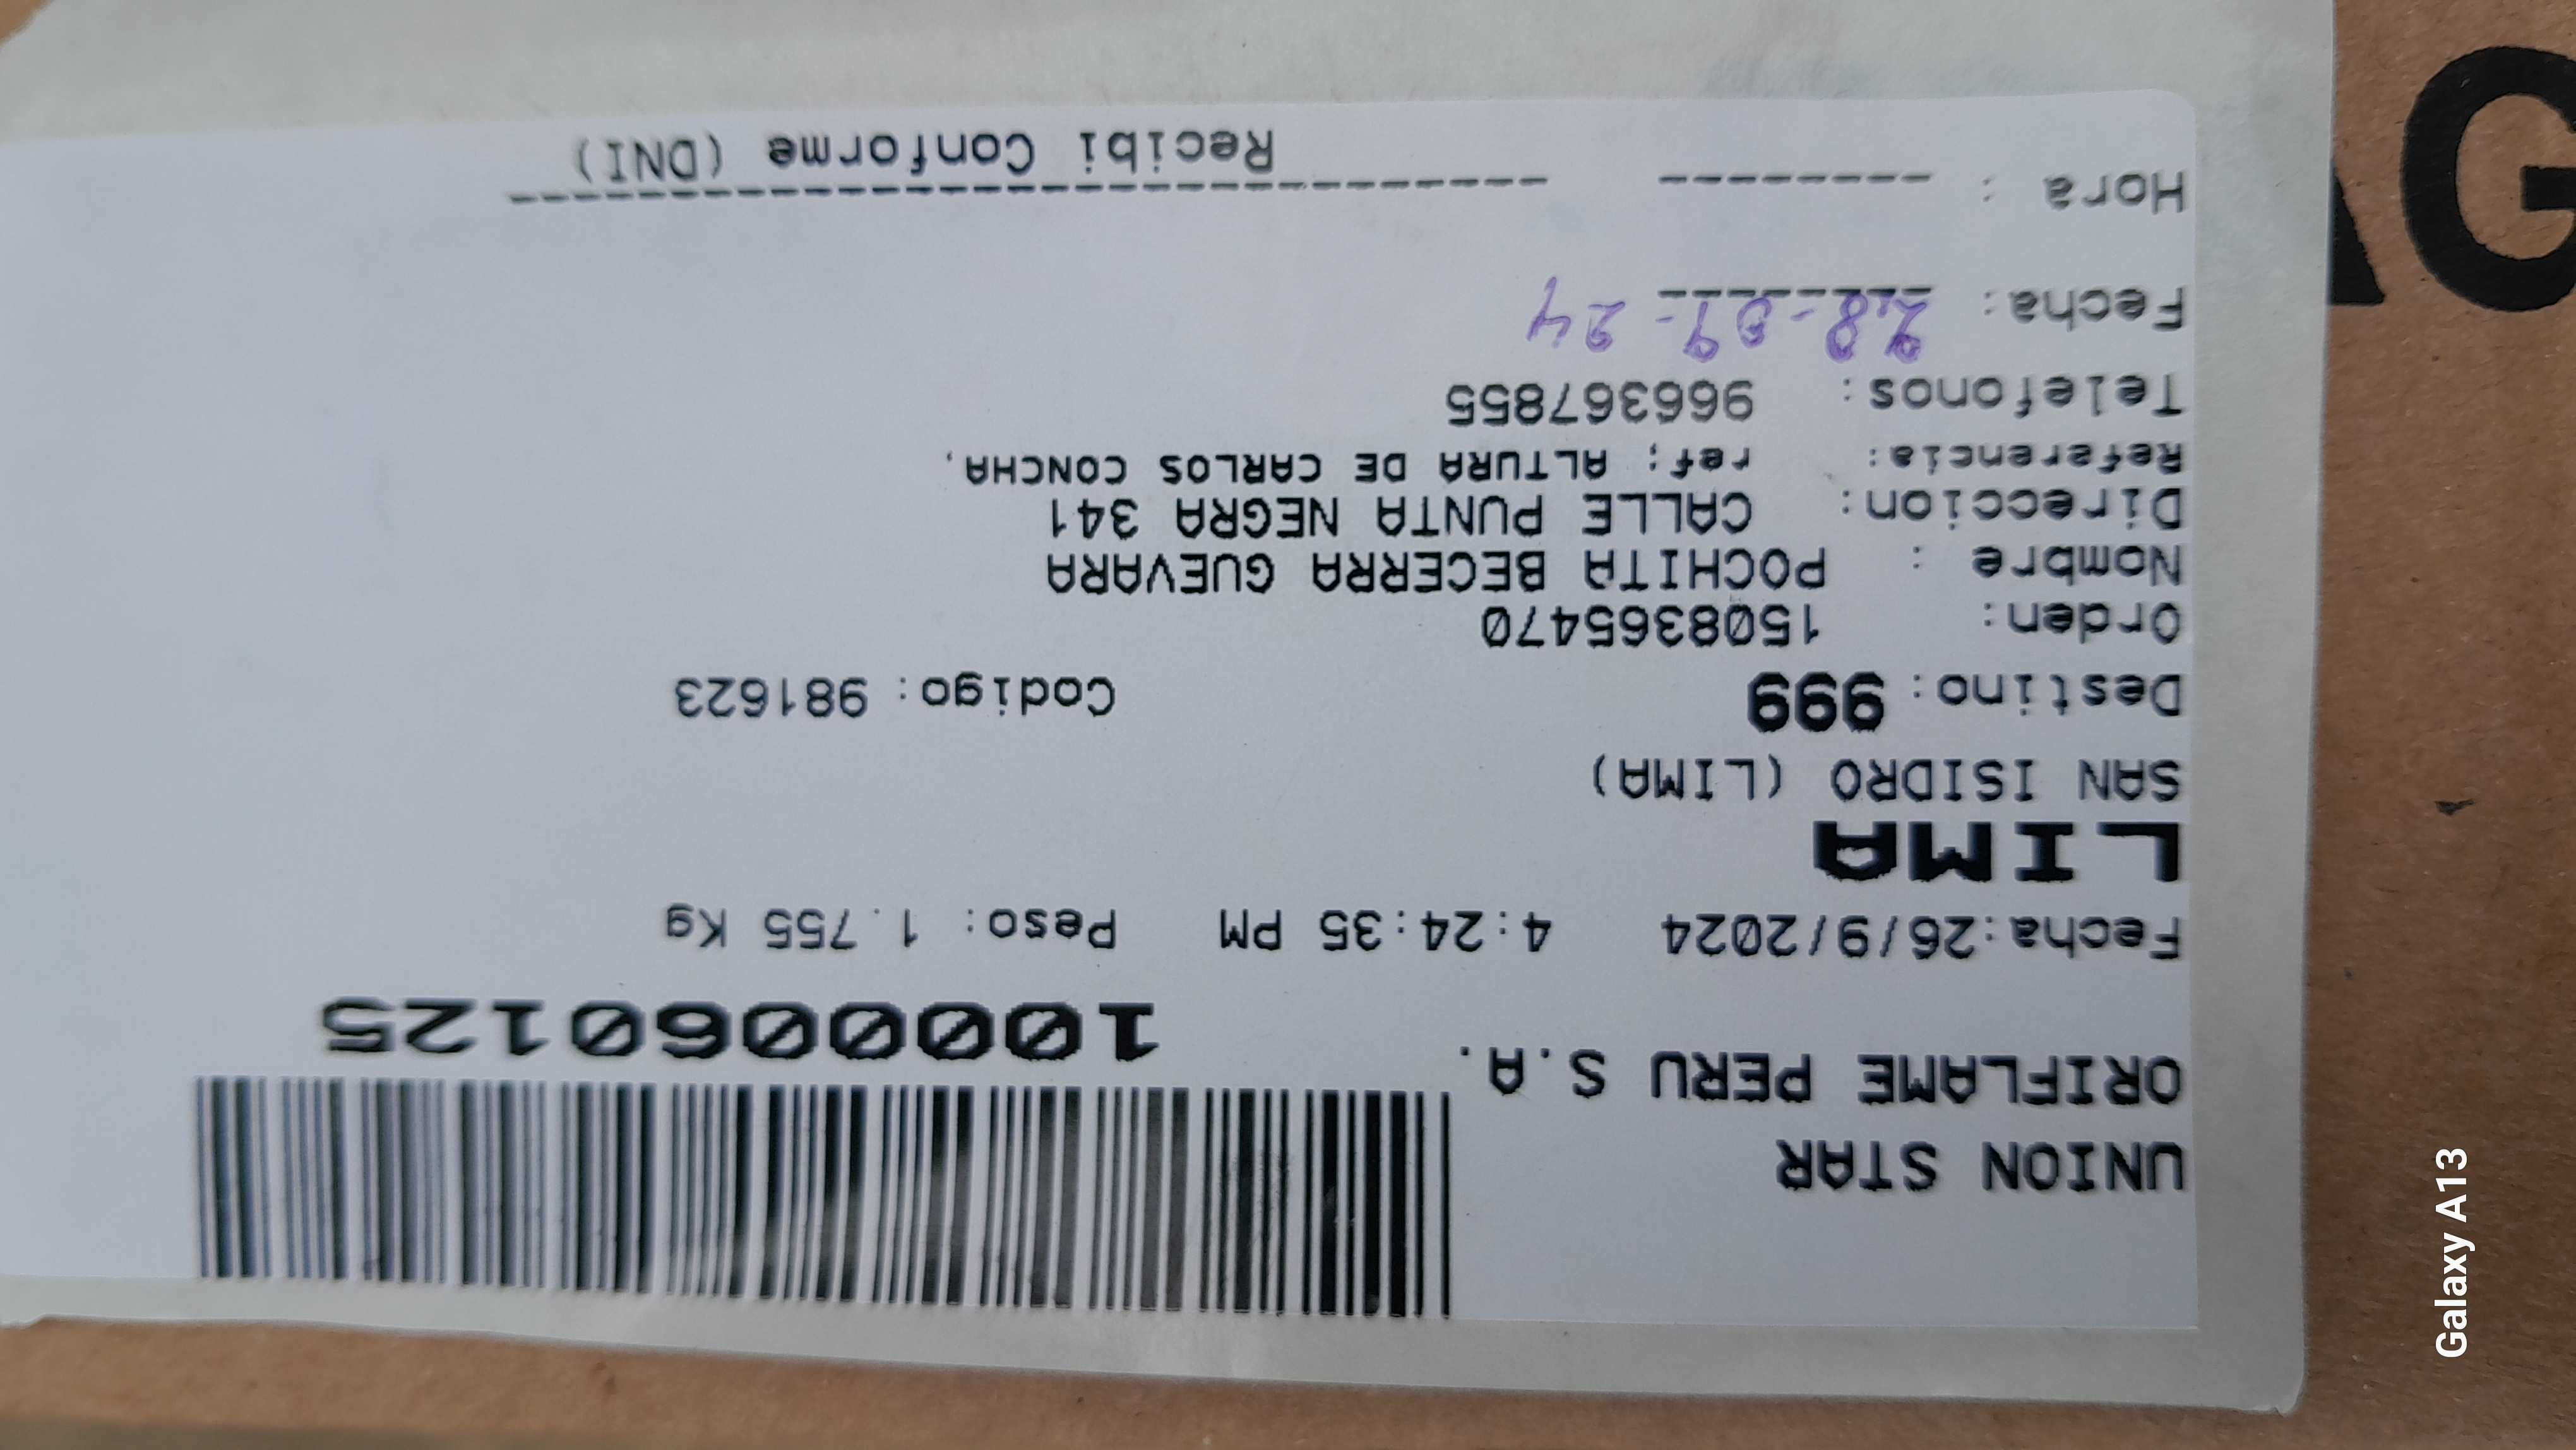 UNION STAR
ORIFLAME PERU S.A.
10000600125
Fecha:26/9/2024 4:24:35 PM Peso: 1.755 Kg
LIMA
SAN ISIDRO (LIMA)
Destino: 999 Codigo: 981623
Orden: 1508365470
Nombre : POCHITA BECERRA GUEVARA
Direccion: CALLE PUNTA NEGRA 341
Referencia: ref; ALTURA DE CARLOS CONCHA,
Telefonos: 966367855
Fecha: 28-09-24
Hora :
Recibi Conforme (DNI)
AG
Galaxy A13